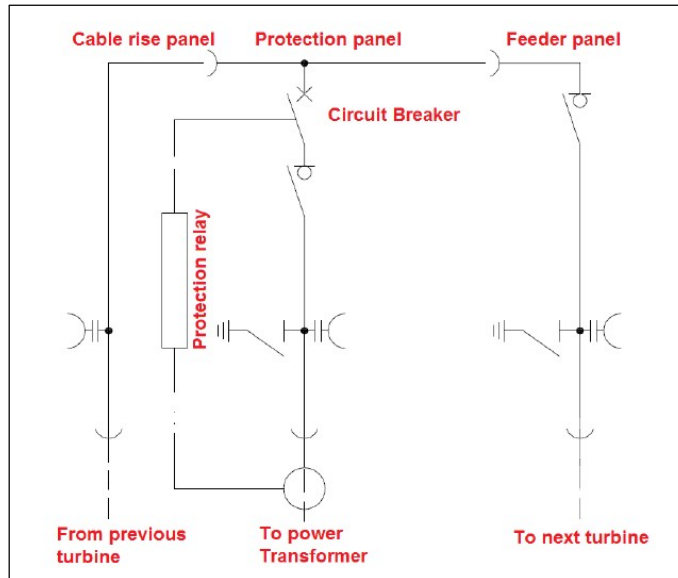 Cable rise panel
Protection panel
Feeder panel
Circuit Breaker
Protection relay
From previous
turbine
To power
Transformer
To next turbine